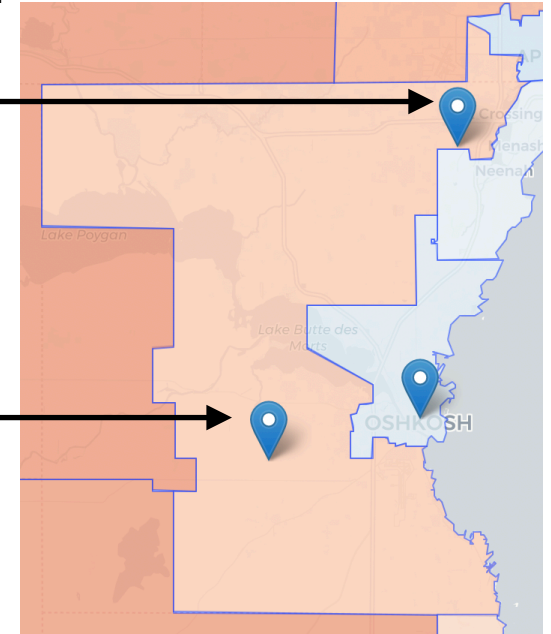 AP
Crossing
Menash
Neenah
Lake Poygan
Lake Butte des
Morts
OSHKOSH